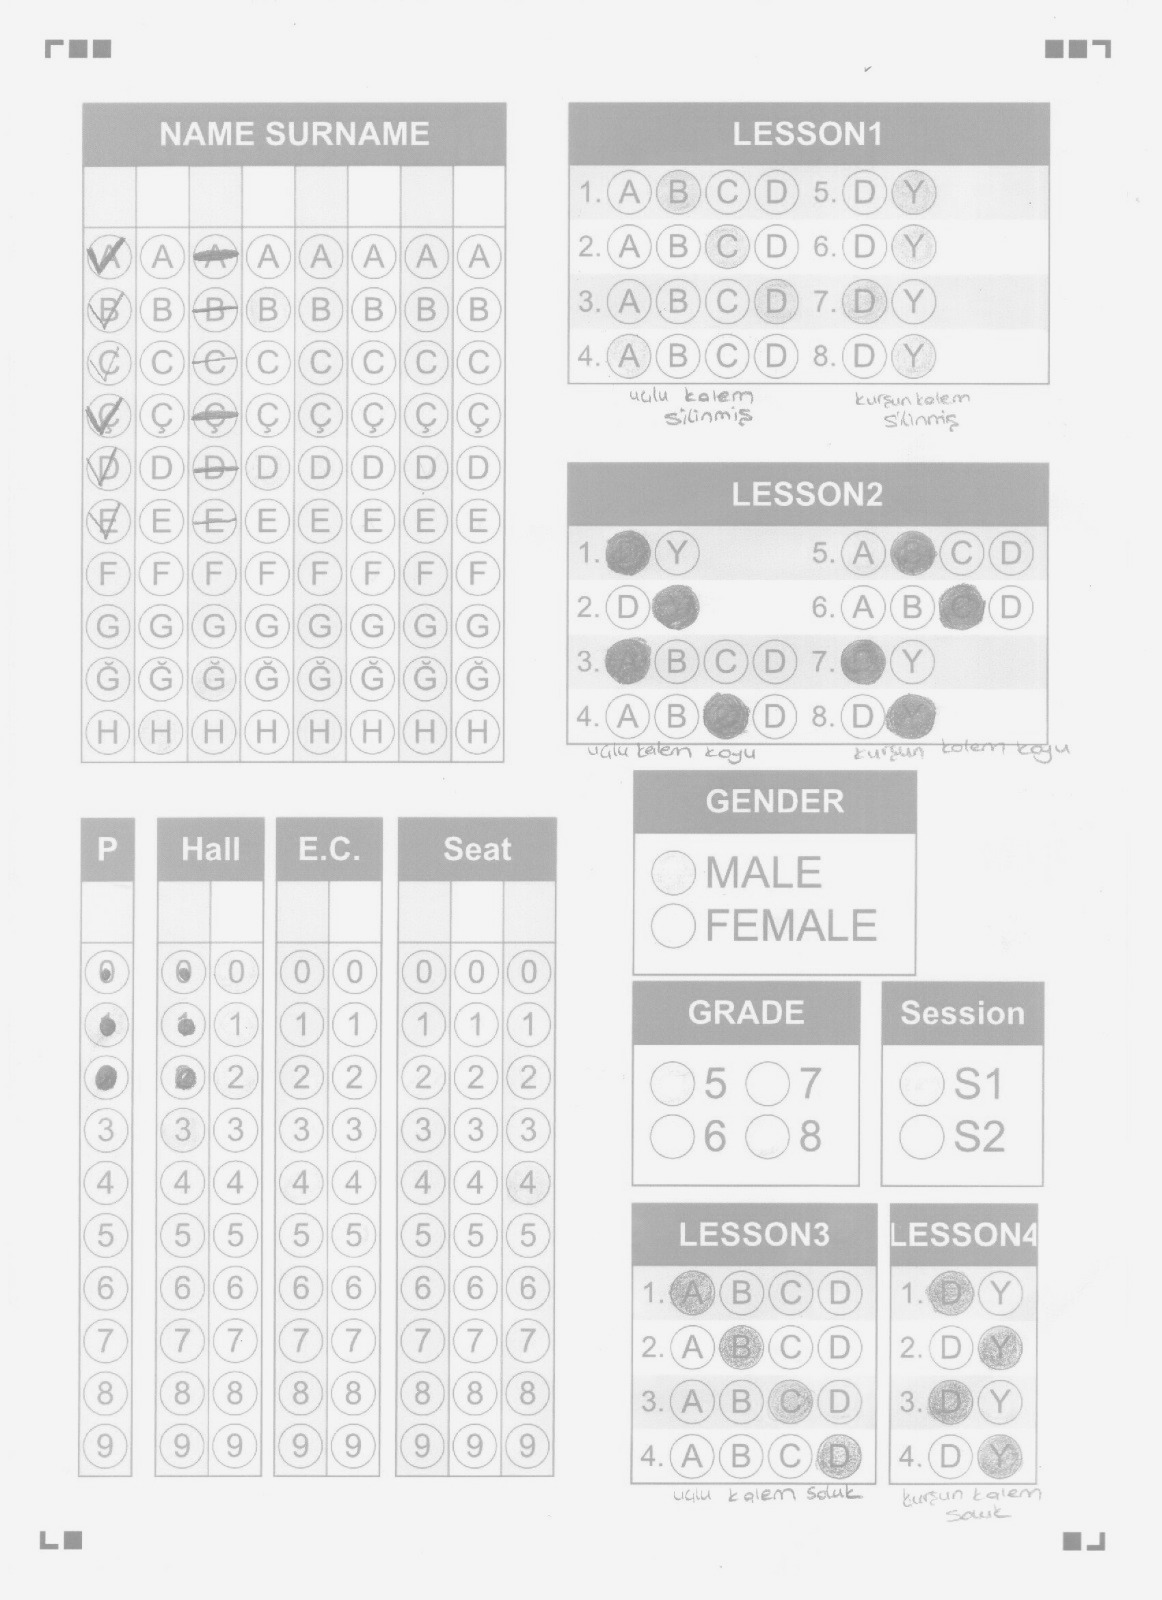 NAME SURNAME
A A A A A A A A
B B B B B B B B
C C C C C C C C
Ç Ç Ç Ç Ç Ç Ç Ç
D D D D D D D D
E E E E E E E E
F F F F F F F F
G G G G G G G G
Ğ Ğ Ğ Ğ Ğ Ğ Ğ Ğ
H H H H H H H H
LESSON1
1. A B C D 5. D Y
2. A B C D 6. D Y
3. A B C D 7. D Y
4. A B C D 8. D Y
uçlu kalem silinmiş
kurşun kalem silinmiş
LESSON2
1. D Y 5. A B C D
2. D Y 6. A B C D
3. A B C D 7. D Y
4. A B C D 8. D Y
uçlu kalem koyu
kurşun kalem koyu
P
0
1
2
3
4
5
6
7
8
9
Hall
0 0
1 1
2 2
3 3
4 4
5 5
6 6
7 7
8 8
9 9
E.C.
0 0
1 1
2 2
3 3
4 4
5 5
6 6
7 7
8 8
9 9
Seat
0 0 0
1 1 1
2 2 2
3 3 3
4 4 4
5 5 5
6 6 6
7 7 7
8 8 8
9 9 9
GENDER
MALE
FEMALE
GRADE
5 7
6 8
Session
S1
S2
LESSON3
1. A B C D
2. A B C D
3. A B C D
4. A B C D
uçlu kalem soluk
LESSON4
1. D Y
2. D Y
3. D Y
4. D Y
kurşun kalem
soluk